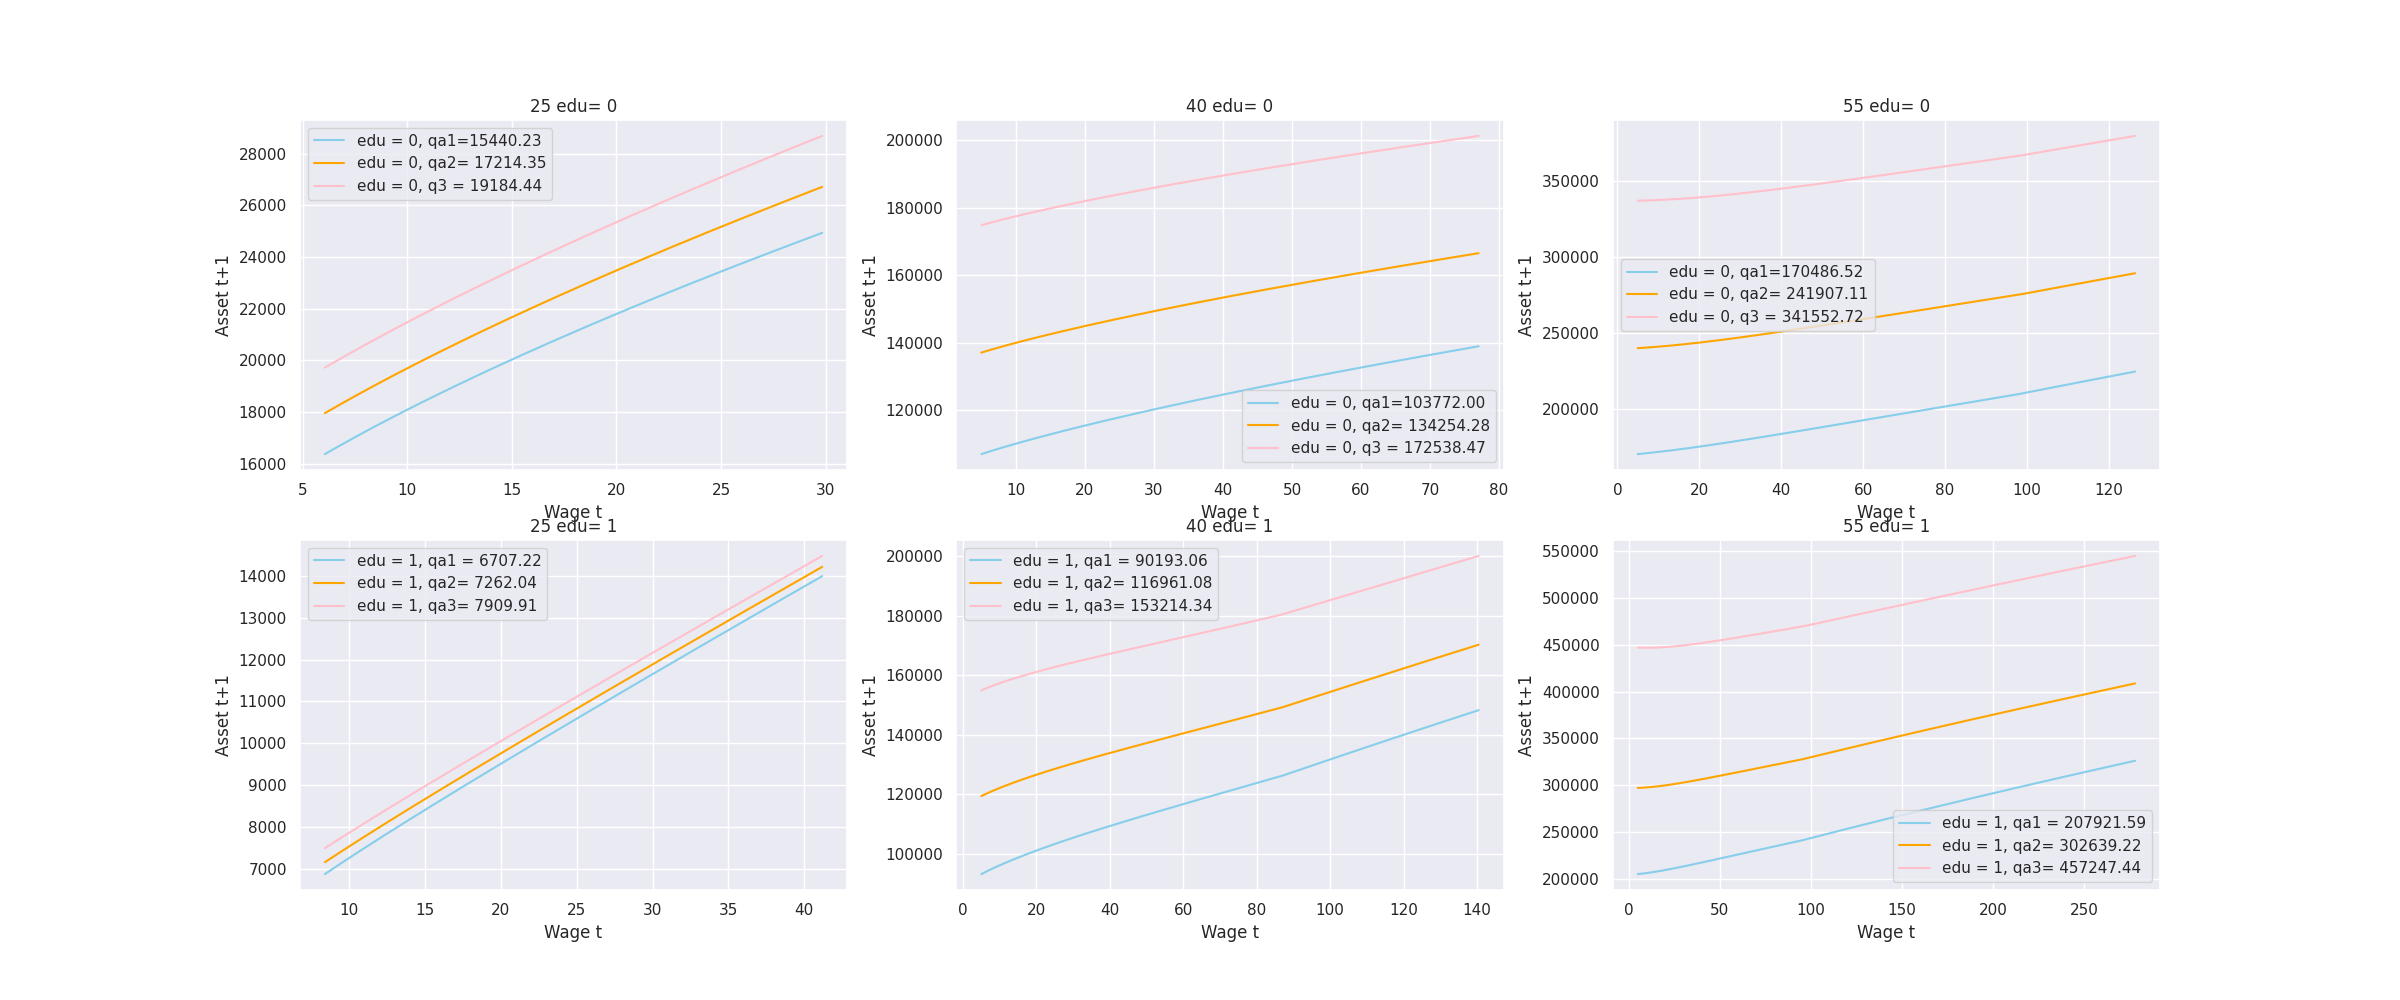 25 edu= 0
edu = 0, qa1=15440.23
edu = 0, qa2= 17214.35
edu = 0, q3 = 19184.44
Asset t+1
28000
26000
24000
22000
20000
18000
16000
5 10 15 20 25 30
Wage t
40 edu= 0
edu = 0, qa1=103772.00
edu = 0, qa2= 134254.28
edu = 0, q3 = 172538.47
Asset t+1
200000
180000
160000
140000
120000
10 20 30 40 50 60 70 80
Wage t
55 edu= 0
edu = 0, qa1=170486.52
edu = 0, qa2= 241907.11
edu = 0, q3 = 341552.72
Asset t+1
350000
300000
250000
200000
0 20 40 60 80 100 120
Wage t
25 edu= 1
edu = 1, qa1 = 6707.22
edu = 1, qa2= 7262.04
edu = 1, qa3= 7909.91
Asset t+1
14000
13000
12000
11000
10000
9000
8000
7000
10 15 20 25 30 35 40
Wage t
40 edu= 1
edu = 1, qa1 = 90193.06
edu = 1, qa2= 116961.08
edu = 1, qa3= 153214.34
Asset t+1
200000
180000
160000
140000
120000
100000
0 20 40 60 80 100 120 140
Wage t
55 edu= 1
edu = 1, qa1 = 207921.59
edu = 1, qa2= 302639.22
edu = 1, qa3= 457247.44
Asset t+1
550000
500000
450000
400000
350000
300000
250000
200000
0 50 100 150 200 250
Wage t